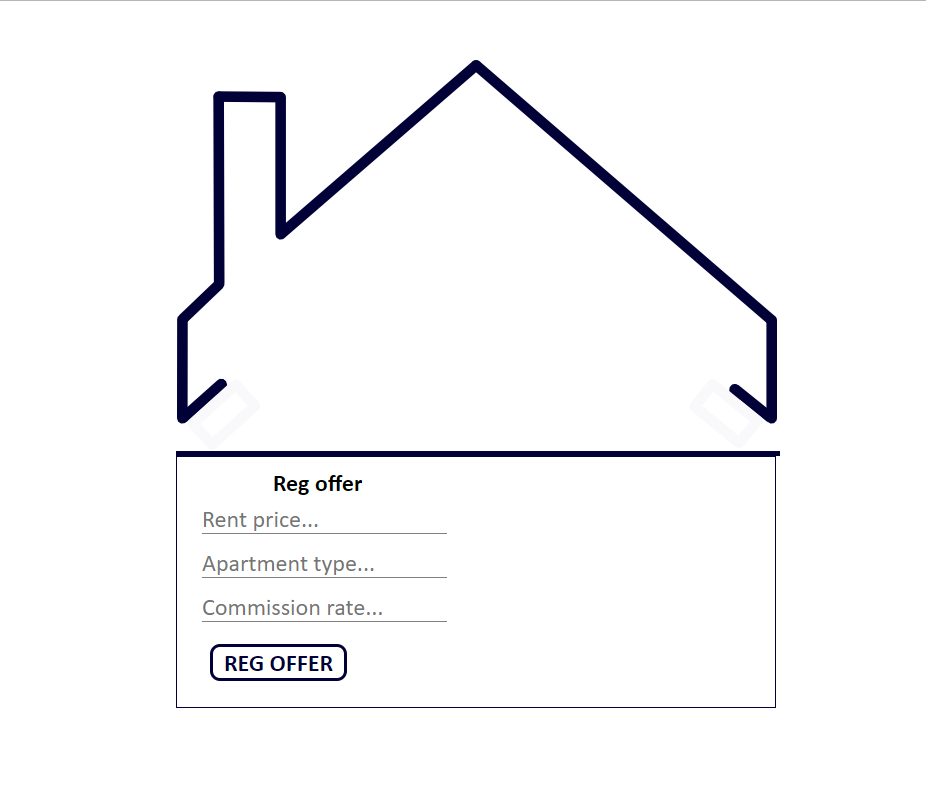 Reg offer
Rent price...
Apartment type...
Commission rate...
REG OFFER